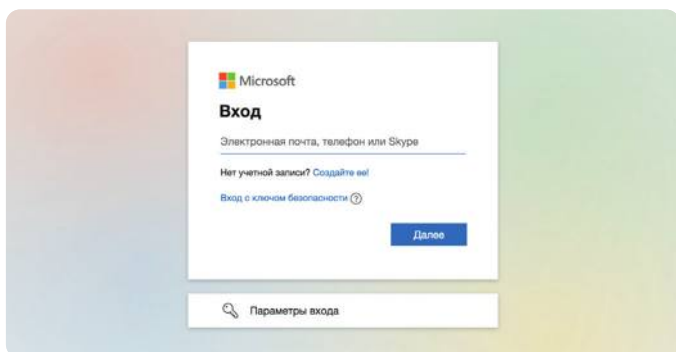 Microsoft
Вход
Электронная почта, телефон или Skype
Нет учетной записи? Создайте ее!
Вход с ключом безопасности ?
Далее
Параметры входа